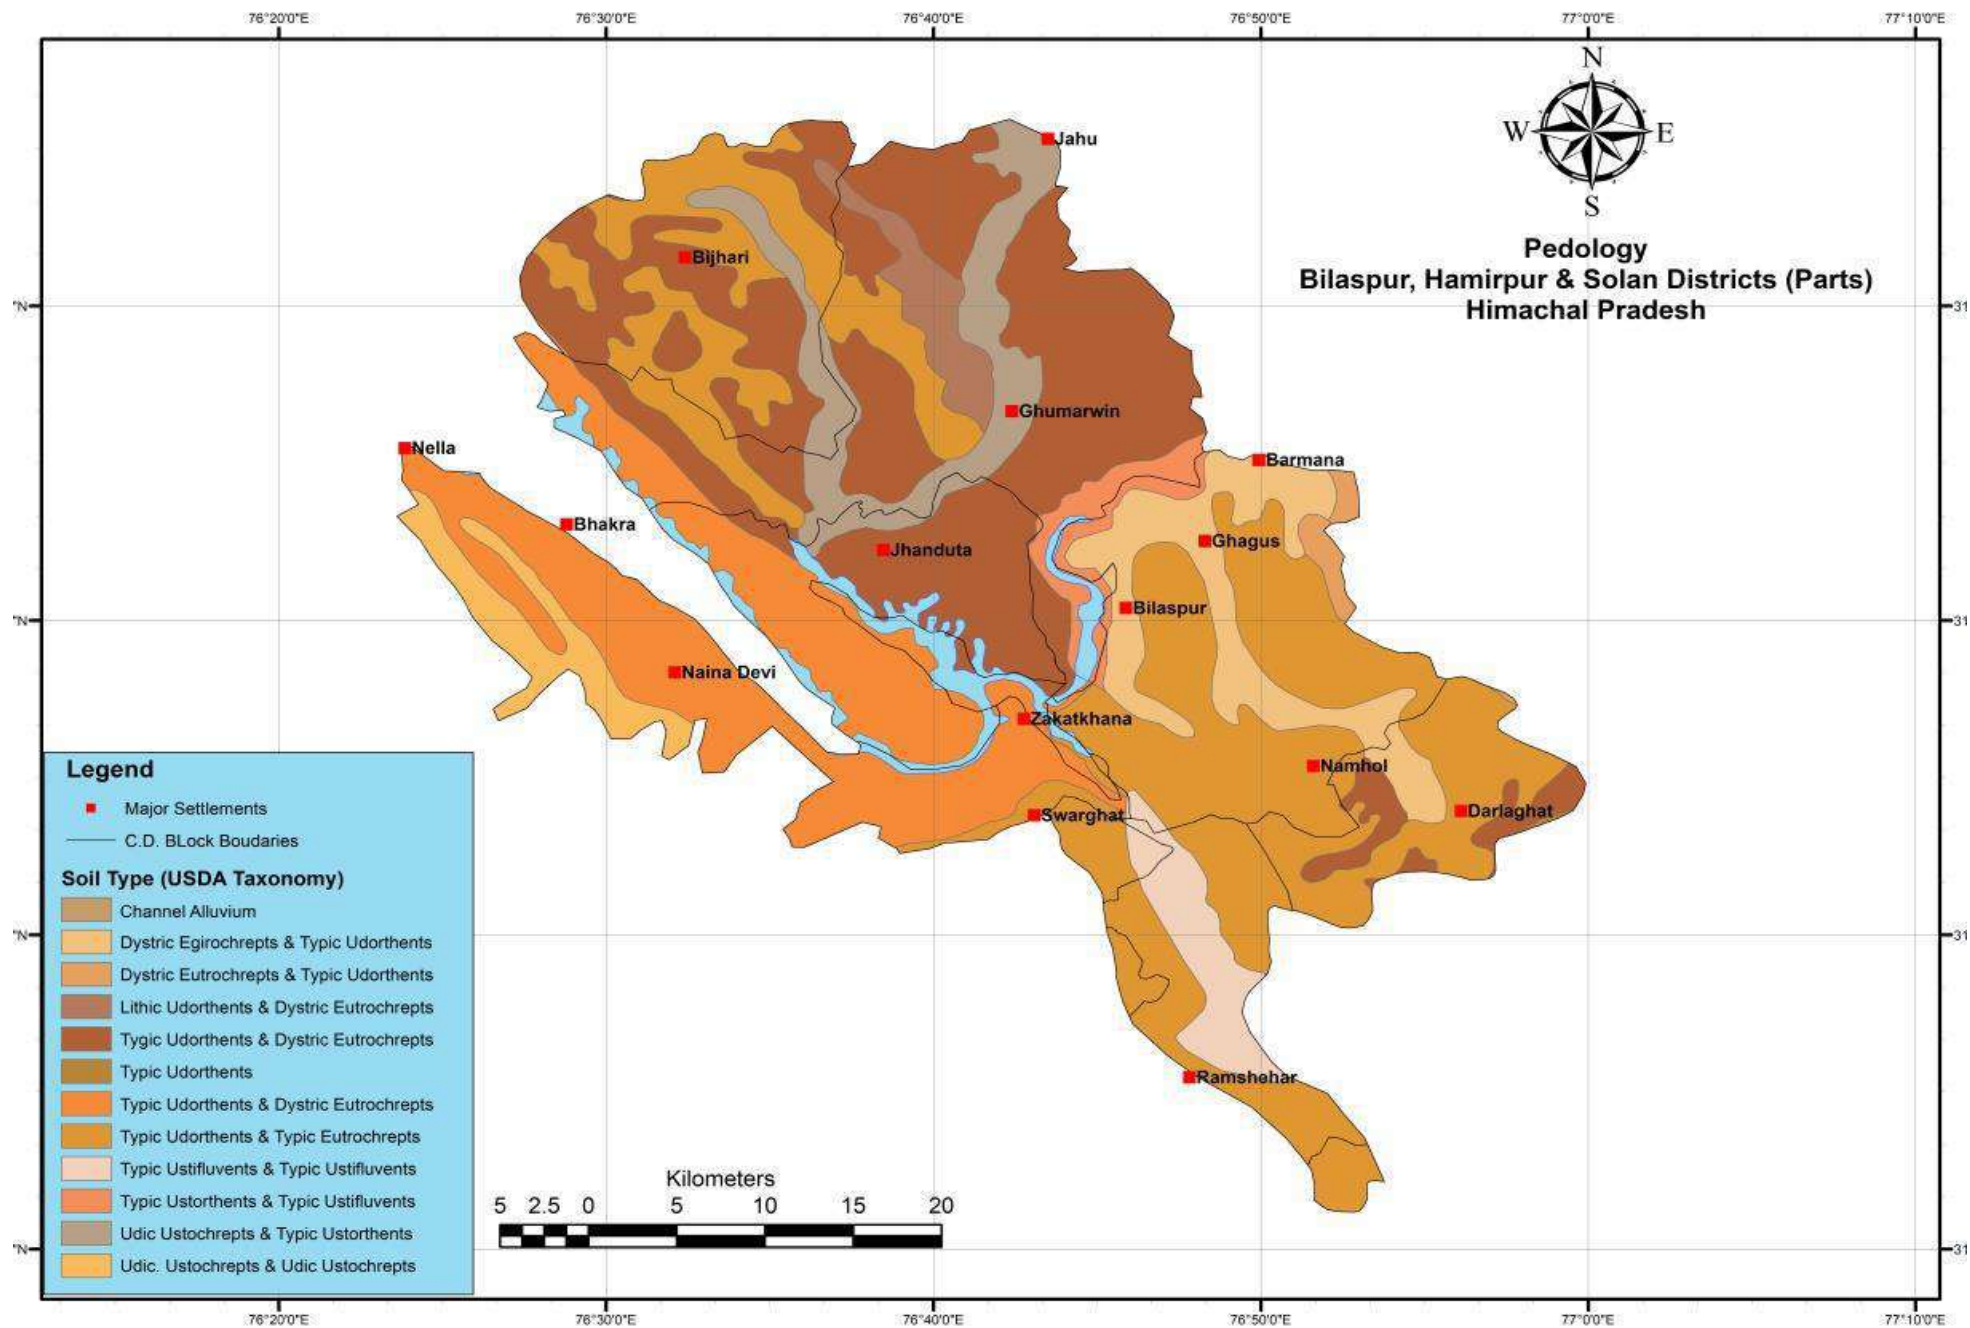 76°20'0"E 76°30'0"E 76°40'0"E 76°50'0"E 77°0'0"E 77°10'0"E
N
W E
S
Pedology
Bilaspur, Hamirpur & Solan Districts (Parts)
Himachal Pradesh
Jahu
Bijhari
°N 31
Ghumarwin
Nella
Barmana
Bhakra
Ghagus
Jhanduta
Bilaspur
°N 31
Naina Devi
Zakatkhana
Namhol
Darlaghat
Swarghat
°N 31
Ramshehar
Legend
Major Settlements
C.D. BLock Boudaries
Soil Type (USDA Taxonomy)
Channel Alluvium
Dystric Egirochrepts & Typic Udorthents
Dystric Eutrochrepts & Typic Udorthents
Lithic Udorthents & Dystric Eutrochrepts
Tygic Udorthents & Dystric Eutrochrepts
Typic Udorthents
Typic Udorthents & Dystric Eutrochrepts
Typic Udorthents & Typic Eutrochrepts
Typic Ustifluvents & Typic Ustifluvents
Typic Ustorthents & Typic Ustifluvents
Udic Ustochrepts & Typic Ustorthents
Udic. Ustochrepts & Udic Ustochrepts
Kilometers
5 2.5 0 5 10 15 20
°N 31
76°20'0"E 76°30'0"E 76°40'0"E 76°50'0"E 77°0'0"E 77°10'0"E